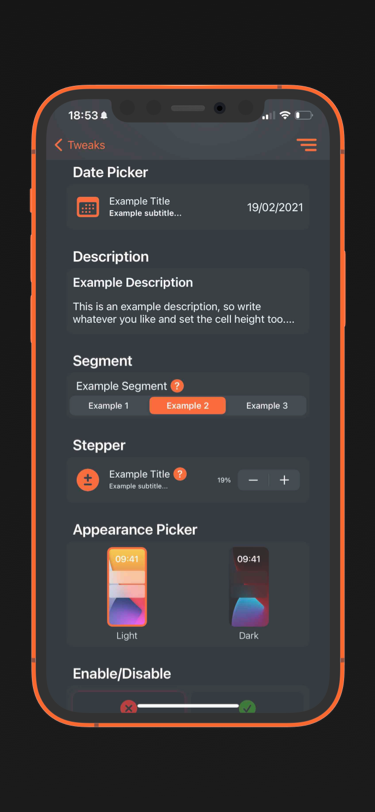 18:53
Tweaks
Date Picker
Example Title
Example subtitle...
19/02/2021
Description
Example Description
This is an example description, so write
whatever you like and set the cell height too....
Segment
Example Segment ?
Example 1 Example 2 Example 3
Stepper
Example Title ?
Example subtitle...
19%
Appearance Picker
09:41 09:41
Light Dark
Enable/Disable